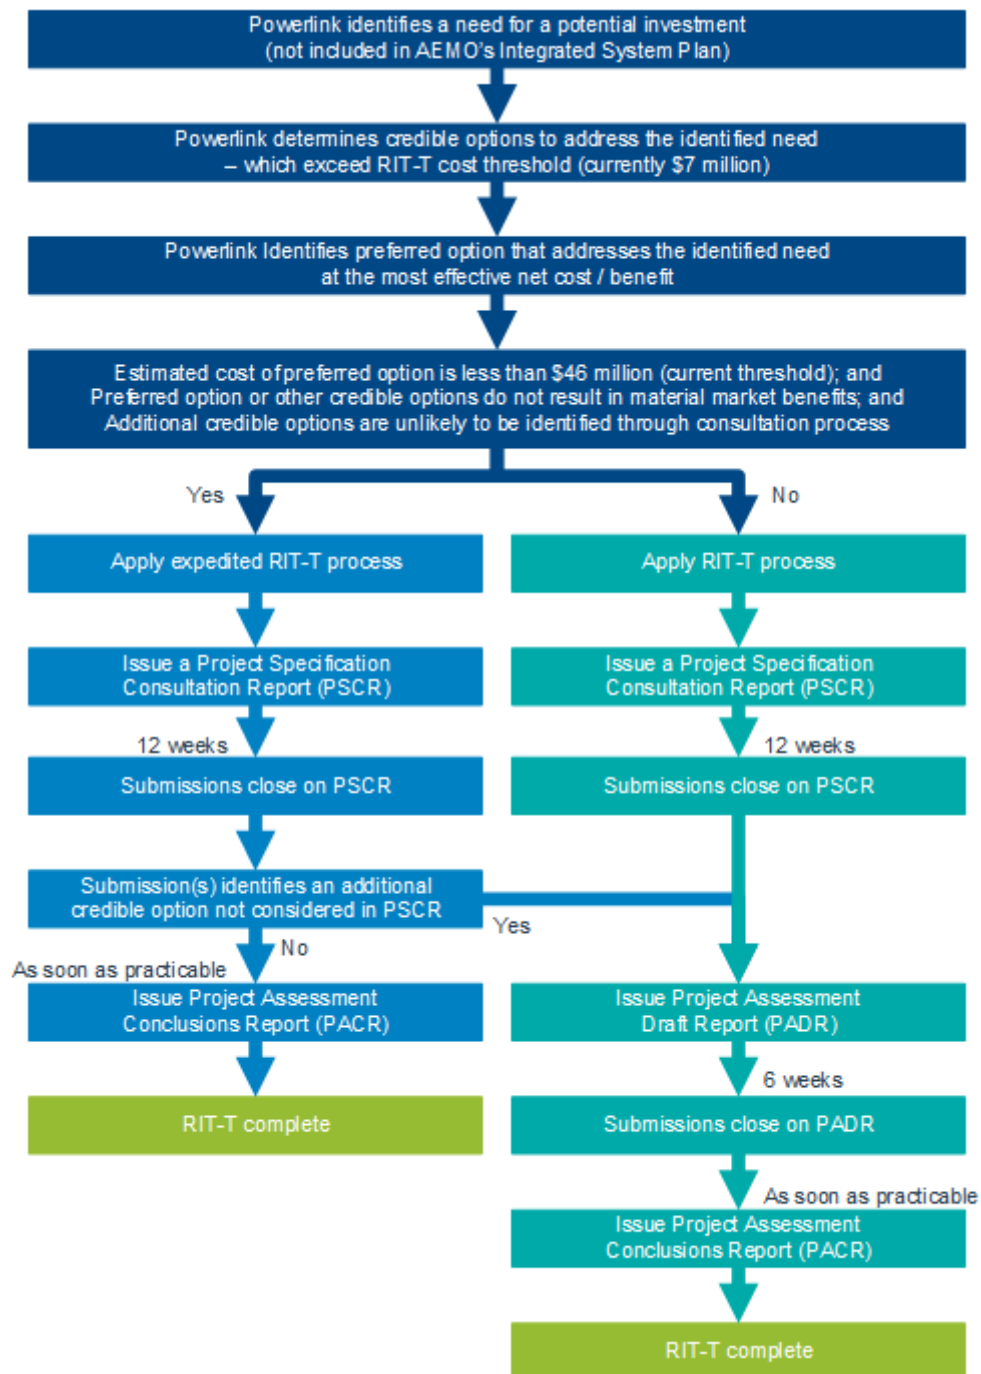 Powerlink identifies a need for a potential investment
(not included in AEMO's Integrated System Plan)
Powerlink determines credible options to address the identified need
– which exceed RIT-T cost threshold (currently $7 million)
Powerlink Identifies preferred option that addresses the identified need
at the most effective net cost / benefit
Estimated cost of preferred option is less than $46 million (current threshold); and
Preferred option or other credible options do not result in material market benefits; and
Additional credible options are unlikely to be identified through consultation process
Yes
No
Apply expedited RIT-T process
Apply RIT-T process
Issue a Project Specification
Consultation Report (PSCR)
Issue a Project Specification
Consultation Report (PSCR)
12 weeks
12 weeks
Submissions close on PSCR
Submissions close on PSCR
Submission(s) identifies an additional
credible option not considered in PSCR
Yes
No
As soon as practicable
Issue Project Assessment
Conclusions Report (PACR)
Issue Project Assessment
Draft Report (PADR)
6 weeks
RIT-T complete
Submissions close on PADR
As soon as practicable
Issue Project Assessment
Conclusions Report (PACR)
RIT-T complete